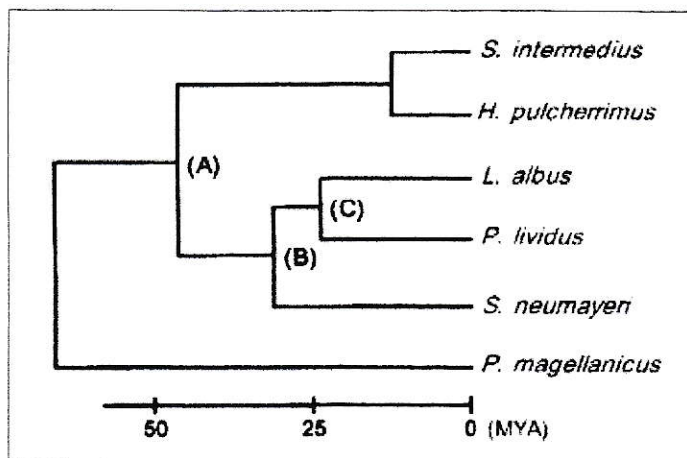 S. intermedius
H. pulcherrimus
(A)
L. albus
(C)
P. lividus
(B)
S. neumayeri
P. magellanicus
50 25 0 (MYA)